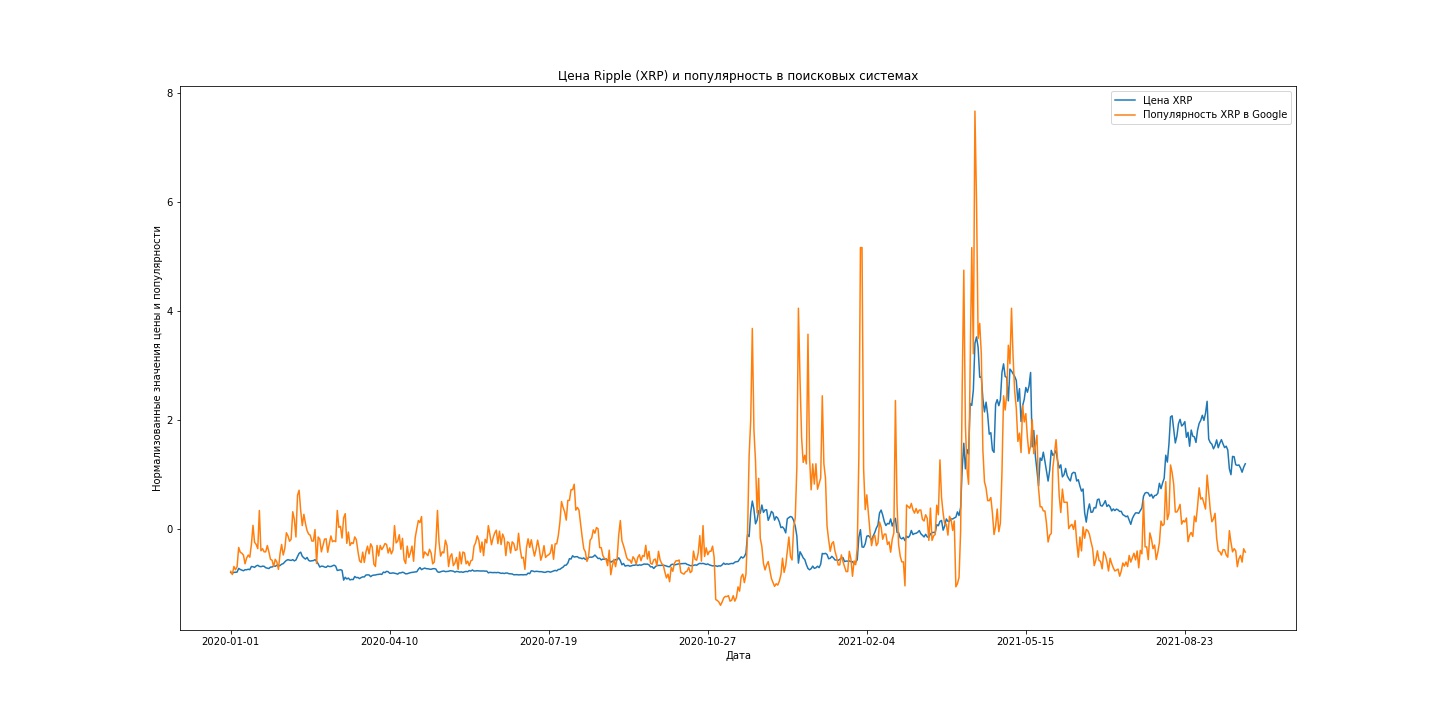 Цена Ripple (XRP) и популярность в поисковых системах
Цена XRP
Популярность XRP в Google
Нормализованные значения цены и популярности
8
6
4
2
0
2020-01-01
2020-04-10
2020-07-19
2020-10-27
2021-02-04
2021-05-15
2021-08-23
Дата